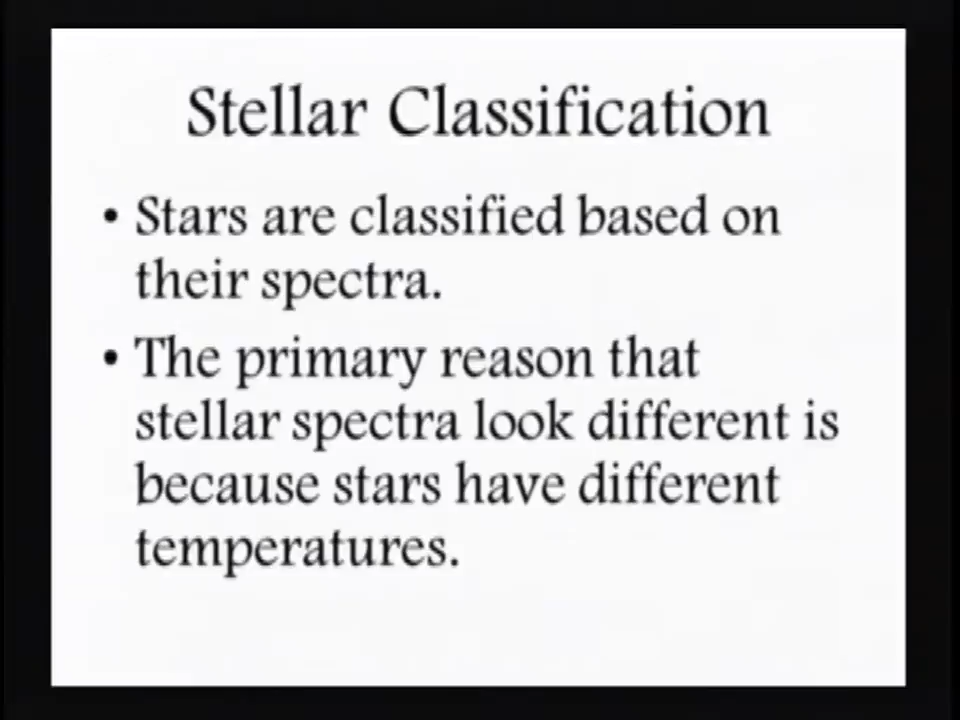 Stellar Classification
• Stars are classified based on
their spectra.
• The primary reason that
stellar spectra look different is
because stars have different
temperatures.